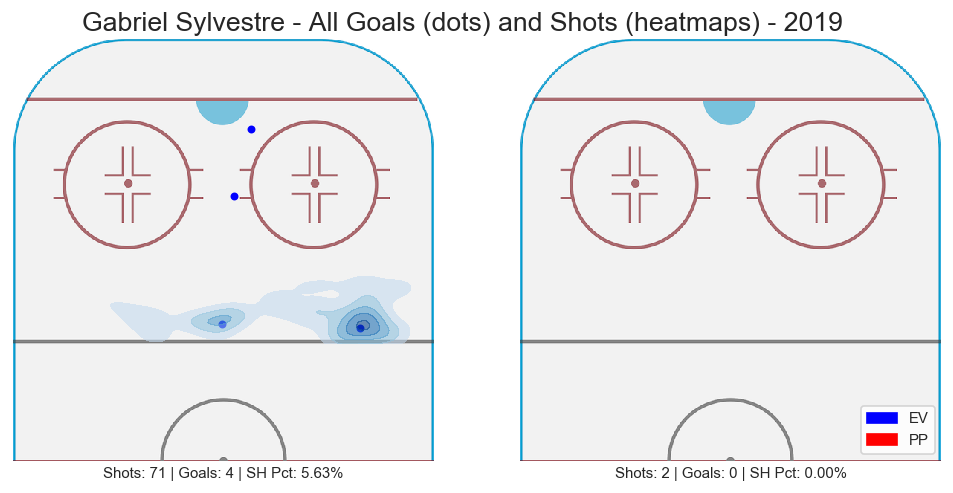 Gabriel Sylvestre - All Goals (dots) and Shots (heatmaps) - 2019
EV
PP
Shots: 71 | Goals: 4 | SH Pct: 5.63%
Shots: 2 | Goals: 0 | SH Pct: 0.00%